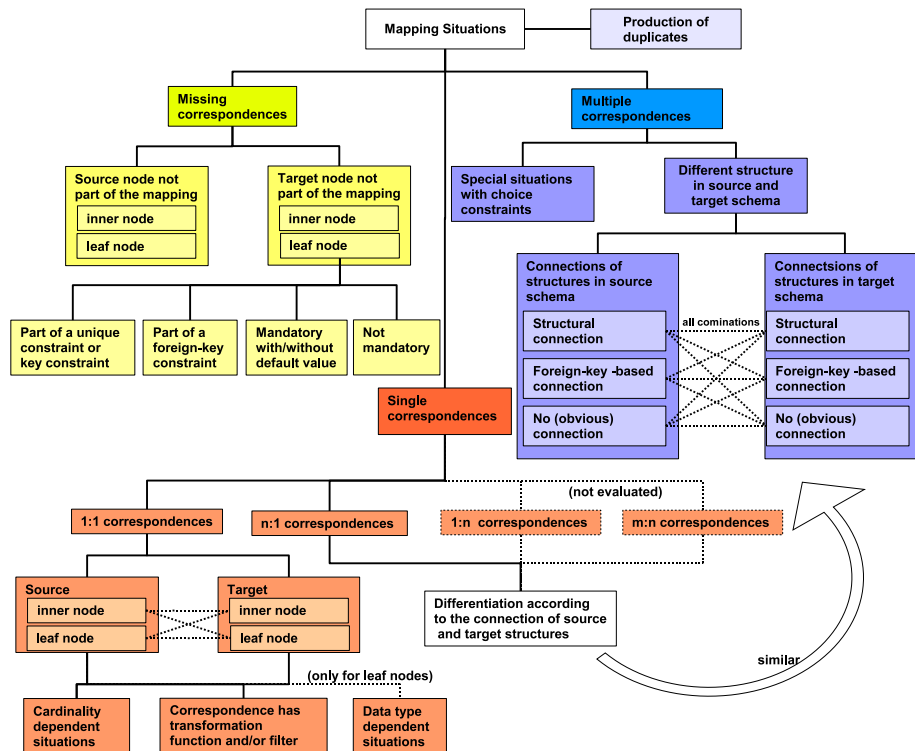 Mapping Situations
Production of
duplicates
Missing
correspondences
Multiple
correspondences
Source node not
part of the mapping
inner node
leaf node
Target node not
part of the mapping
inner node
leaf node
Special situations
with choice
constraints
Different structure
in source and
target schema
Part of a unique
constraint or
key constraint
Part of a
foreign-key
constraint
Mandatory
with/without
default value
Not
mandatory
Connections of
structures in source
schema
Structural
connection
Foreign-key -based
connection
No (obvious)
connection
all cominations
Connectsions of
structures in target
schema
Structural
connection
Foreign-key -based
connection
No (obvious)
connection
Single
correspondences
(not evaluated)
1:1 correspondences
n:1 correspondences
1:n correspondences
m:n correspondences
Source
inner node
leaf node
Target
inner node
leaf node
Differentiation according
to the connection of source
and target structures
similar
(only for leaf nodes)
Cardinality
dependent
situations
Correspondence has
transformation
function and/or filter
Data type
dependent
situations